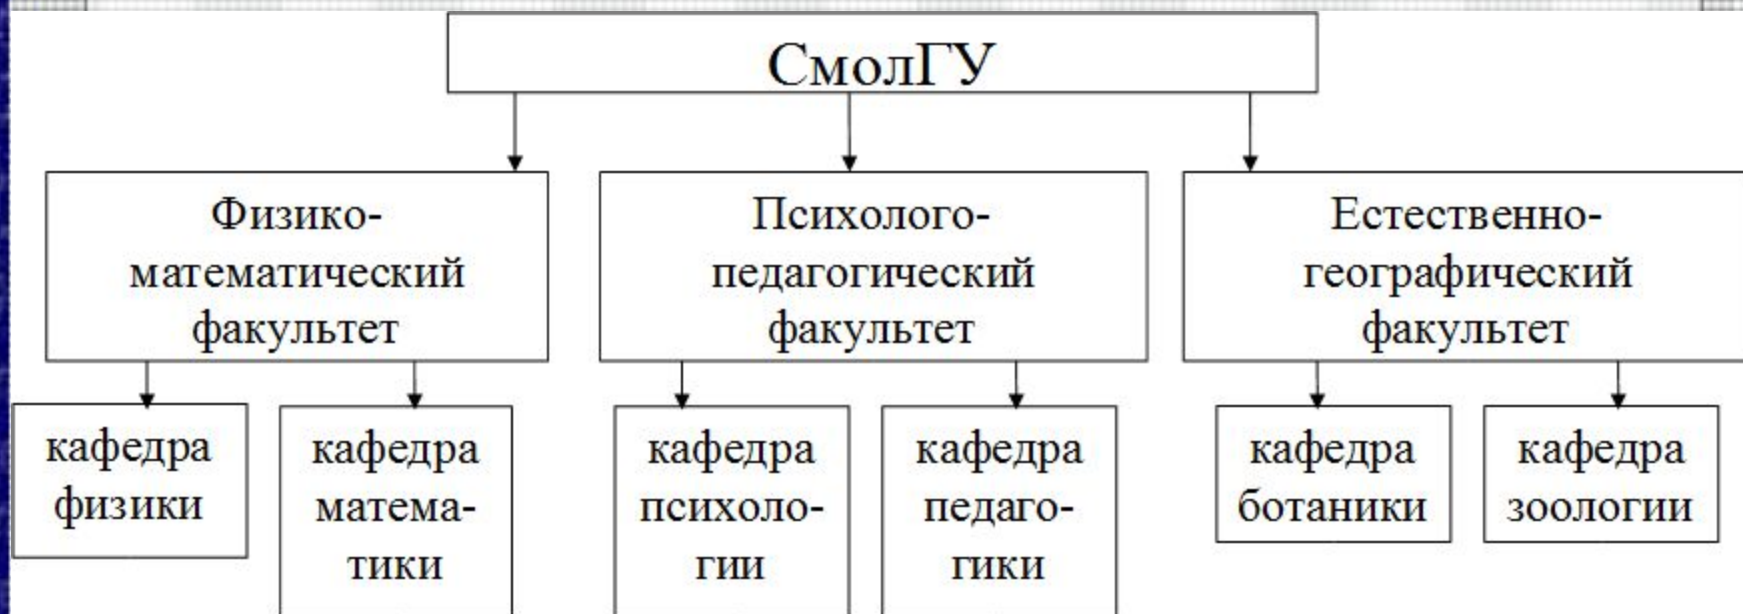 СмолГУ
Физико-
математический
факультет
Психолого-
педагогический
факультет
Естественно-
географический
факультет
кафедра
физики
кафедра
матема-
тики
кафедра
психоло-
гии
кафедра
педаго-
гики
кафедра
ботаники
кафедра
зоологии